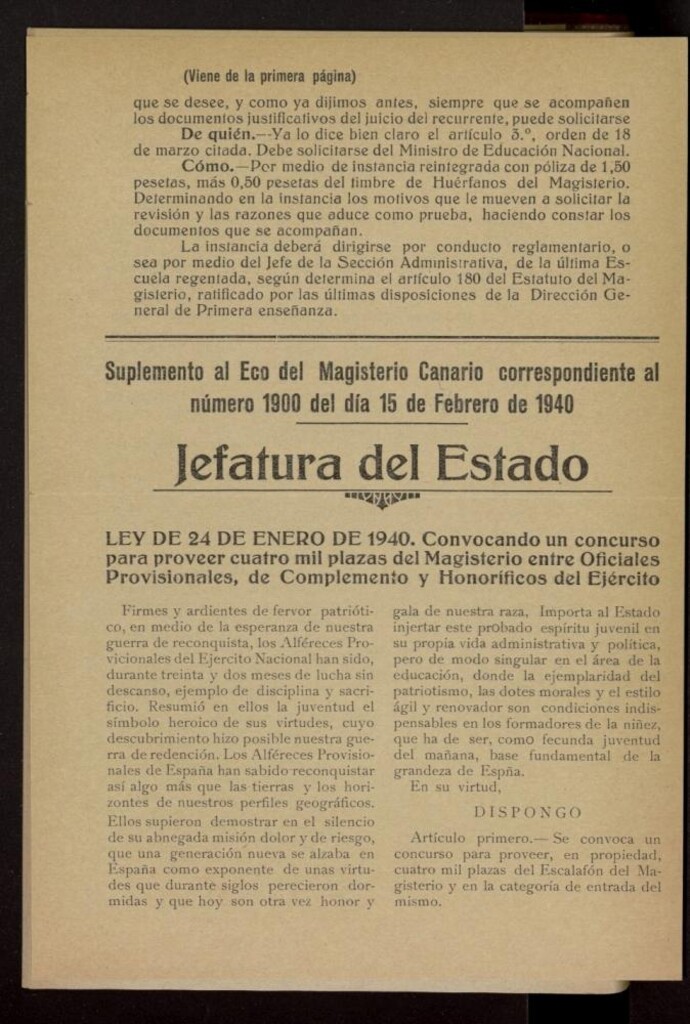 (Viene de la primera página)
que se desee, y como ya dijimos antes, siempre que se acompañen
los documentos justificativos del juicio del recurrente, puede solicitarse
De quién.--Ya lo dice bien claro el artículo 3.º, orden de 18
de marzo citada. Debe solicitarse del Ministro de Educación Nacional.
Cómo.—Por medio de instancia reintegrada con póliza de 1,50
pesetas, más 0,50 pesetas del timbre de Huérfanos del Magisterio.
Determinando en la instancia los motivos que le mueven a solicitar la
revisión y las razones que aduce como prueba, haciendo constar los
documentos que se acompañan.
La instancia deberá dirigirse por conducto reglamentario, o
sea por medio del Jefe de la Sección Administrativa, de la última Es-
cuela regentada, según determina el artículo 180 del Estatuto del Ma-
gisterio, ratificado por las últimas disposiciones de la Dirección Ge-
neral de Primera enseñanza.
Suplemento al Eco del Magisterio Canario correspondiente al
número 1900 del día 15 de Febrero de 1940
Jefatura del Estado
LEY DE 24 DE ENERO DE 1940. Convocando un concurso
para proveer cuatro mil plazas del Magisterio entre Oficiales
Provisionales, de Complemento y Honoríficos del Ejército
Firmes y ardientes de fervor patrióti-
co, en medio de la esperanza de nuestra
guerra de reconquista, los Alféreces Pro-
vicionales del Ejercito Nacional han sido,
durante treinta y dos meses de lucha sin
descanso, ejemplo de disciplina y sacri-
ficio. Resumió en ellos la juventud el
símbolo heroico de sus virtudes, cuyo
descubrimiento hizo posible nuestra gue-
rra de redención. Los Alféreces Provisio-
nales de España han sabido reconquistar
así algo más que las tierras y los hori-
zontes de nuestros perfiles geográficos.
Ellos supieron demostrar en el silencio
de su abnegada misión dolor y de riesgo,
que una generación nueva se alzaba en
España como exponente de unas virtu-
des que durante siglos perecieron dor-
midas y que hoy son otra vez honor y
gala de nuestra raza. Importa al Estado
injertar este probado espíritu juvenil en
su propia vida administrativa y política,
pero de modo singular en el área de la
educación, donde la ejemplaridad del
patriotismo, las dotes morales y el estilo
ágil y renovador son condiciones indis-
pensables en los formadores de la niñez,
que ha de ser, como fecunda juventud
del mañana, base fundamental de la
grandeza de Espña.
En su virtud,
DISPONGO
Artículo primero.— Se convoca un
concurso para proveer, en propiedad,
cuatro mil plazas del Escalafón del Ma-
gisterio y en la categoría de entrada del
mismo.